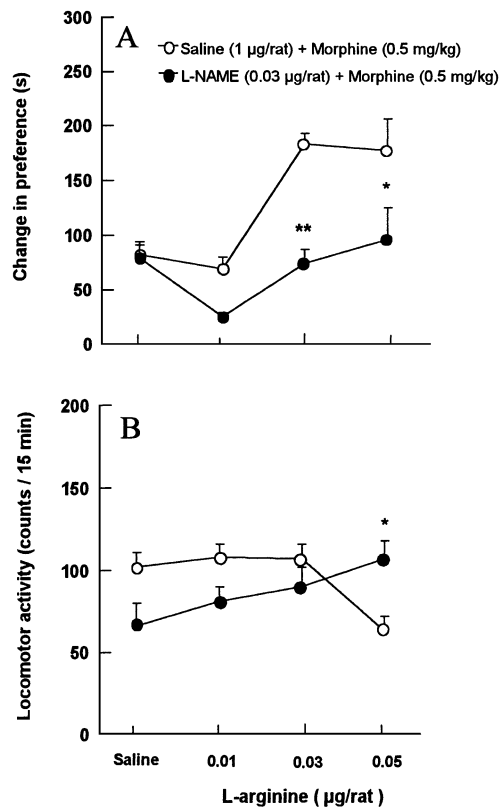 300
A
Saline (1 µg/rat) + Morphine (0.5 mg/kg)
L-NAME (0.03 µg/rat) + Morphine (0.5 mg/kg)
250
200
150
100
50
0
Change in preference (s)
*
**
200
B
150
100
50
0
Locomotor activity (counts / 15 min)
*
Saline 0.01 0.03 0.05
L-arginine ( µg/rat )